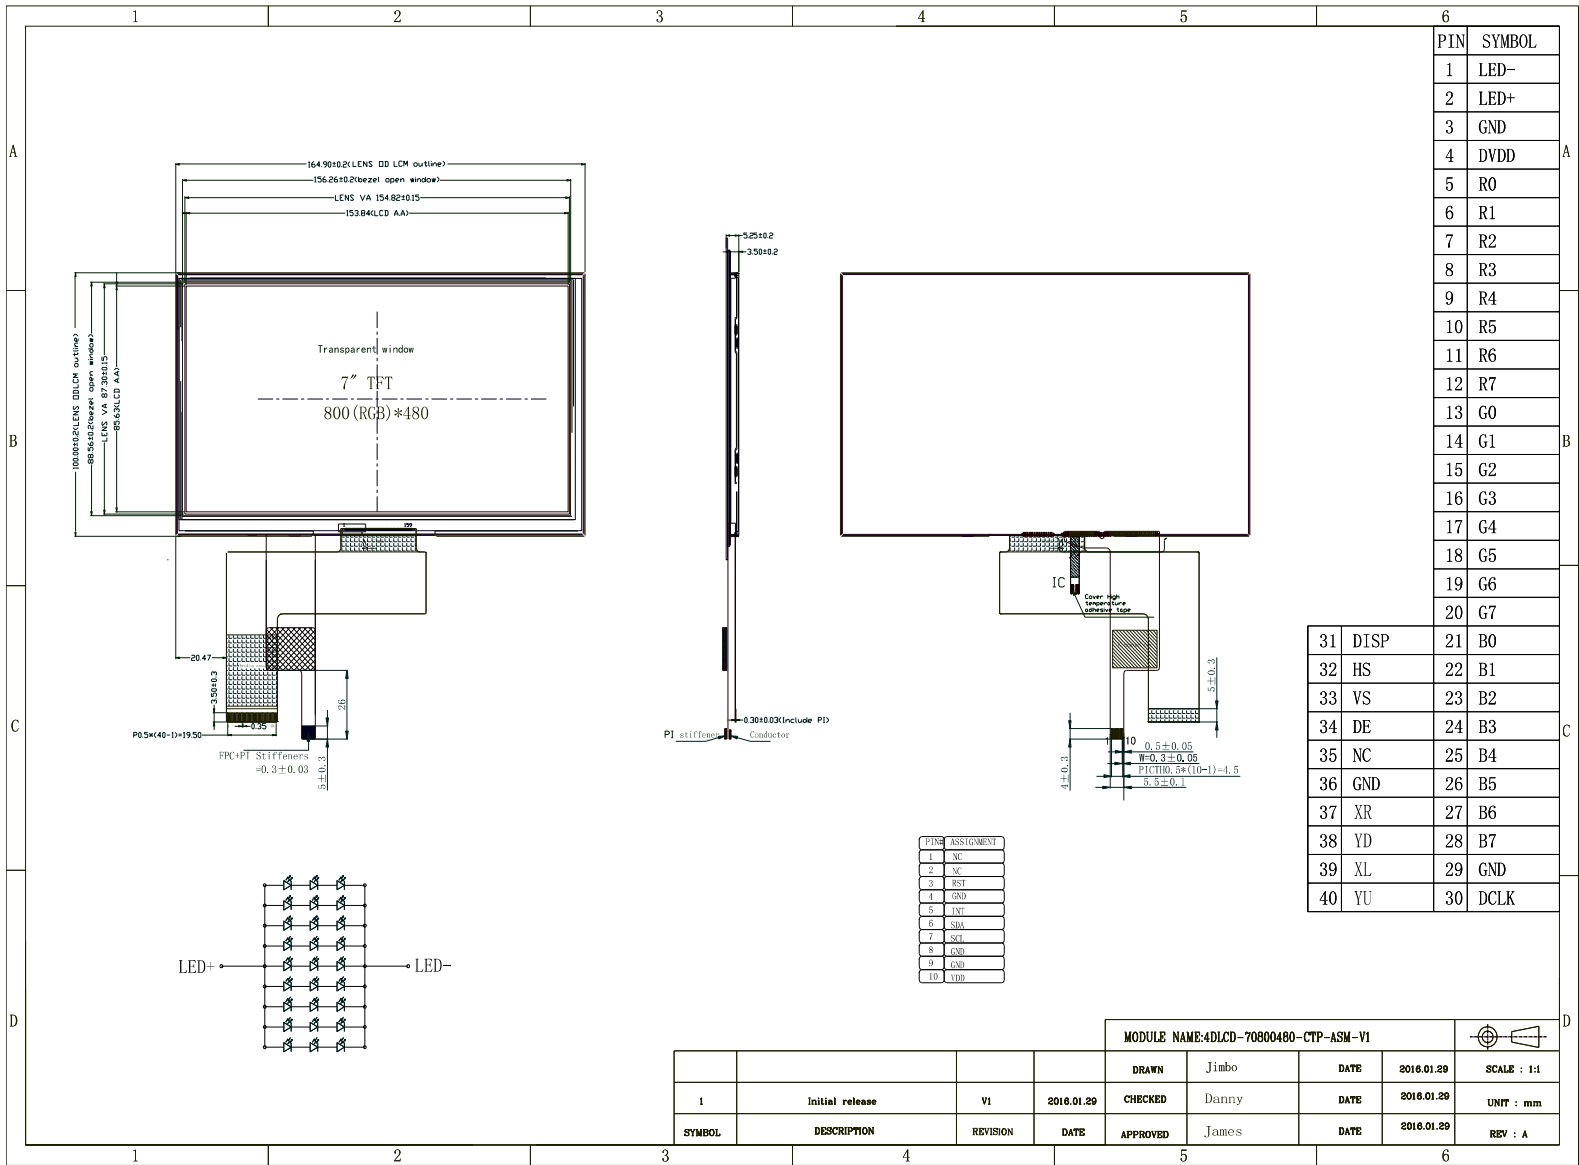 1 2 3 4 5 6
A
B
C
D
A
B
C
D
164.90±0.2(LENS OD LCM outline)
156.26±0.2(bezel open window)
LENS VA 154.82±0.15
153.84(LCD A.A)
100.00±0.2(LENS ODLCM outline)
88.56±0.2(bezel open window)
LENS VA 87.30±0.15
85.63(LCD A.A)
Transparent window
7″ TFT
800(RGB)*480
1 159
20.47
3.50±0.3
0.35
P0.5*(40-1)=19.50
26
FPC+PI Stiffeners
=0.3±0.03
5±0.3
5.25±0.2
3.50±0.2
0.30±0.03(Include PI)
PI stiffener
Conductor
IC
Cover High
temperature
adhesive tape
5±0.3
1 10
4±0.3
0.5±0.05
W=0.3±0.05
PICTH0.5*(10-1)=4.5
5.5±0.1
LED+
LED-
PIN# ASSIGNMENT
1 NC
2 NC
3 RST
4 GND
5 INT
6 SDA
7 SCL
8 GND
9 GND
10 VDD
PIN SYMBOL
1 LED-
2 LED+
3 GND
4 DVDD
5 R0
6 R1
7 R2
8 R3
9 R4
10 R5
11 R6
12 R7
13 G0
14 G1
15 G2
16 G3
17 G4
18 G5
19 G6
20 G7
31 DISP 21 B0
32 HS 22 B1
33 VS 23 B2
34 DE 24 B3
35 NC 25 B4
36 GND 26 B5
37 XR 27 B6
38 YD 28 B7
39 XL 29 GND
40 YU 30 DCLK
MODULE NAME:4DLCD-70800480-CTP-ASM-V1
DRAWN Jimbo DATE 2016.01.29 SCALE : 1:1
1 Initial release V1 2016.01.29 CHECKED Danny DATE 2016.01.29 UNIT : mm
SYMBOL DESCRIPTION REVISION DATE APPROVED James DATE 2016.01.29 REV : A
1 2 3 4 5 6